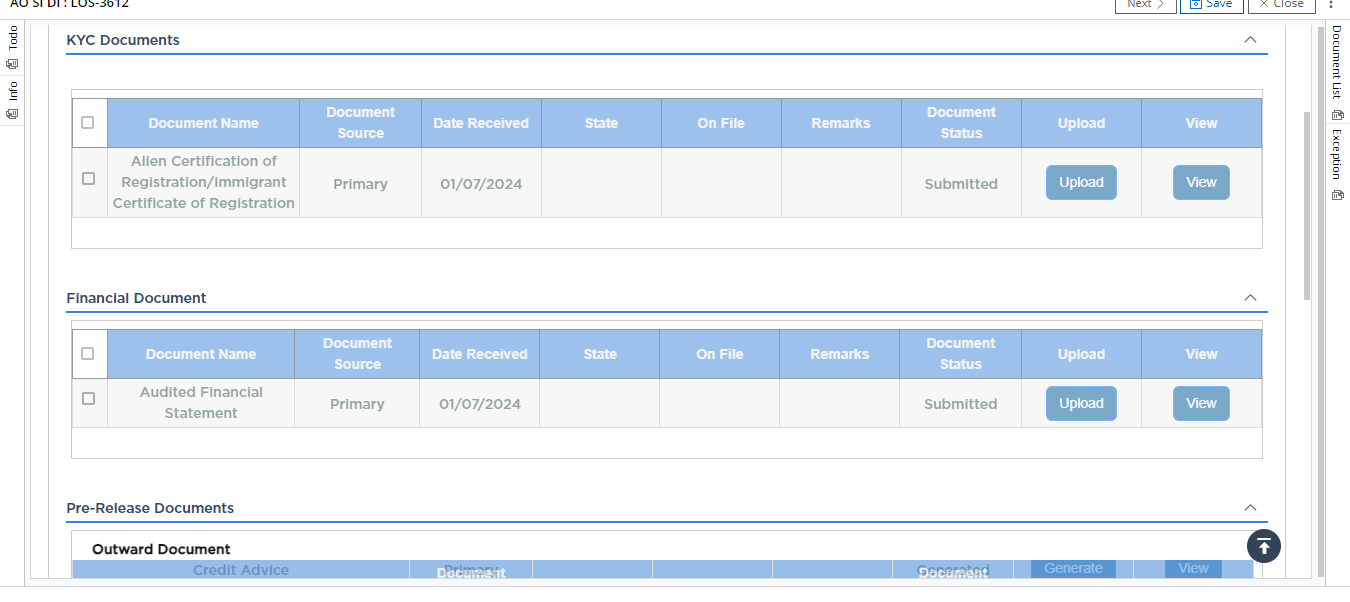 AO SI DI : LOS-3612
Next
Save
Close
Todo
Info
Document List
Exception
KYC Documents
Document Name
Document Source
Date Received
State
On File
Remarks
Document Status
Upload
View
Alien Certification of
Registration/Immigrant
Certificate of Registration
Primary
01/07/2024
Submitted
Upload
View
Financial Document
Document Name
Document Source
Date Received
State
On File
Remarks
Document Status
Upload
View
Audited Financial
Statement
Primary
01/07/2024
Submitted
Upload
View
Pre-Release Documents
Outward Document
Credit Advice
Primary
Document
Generated
Document
Generate
View